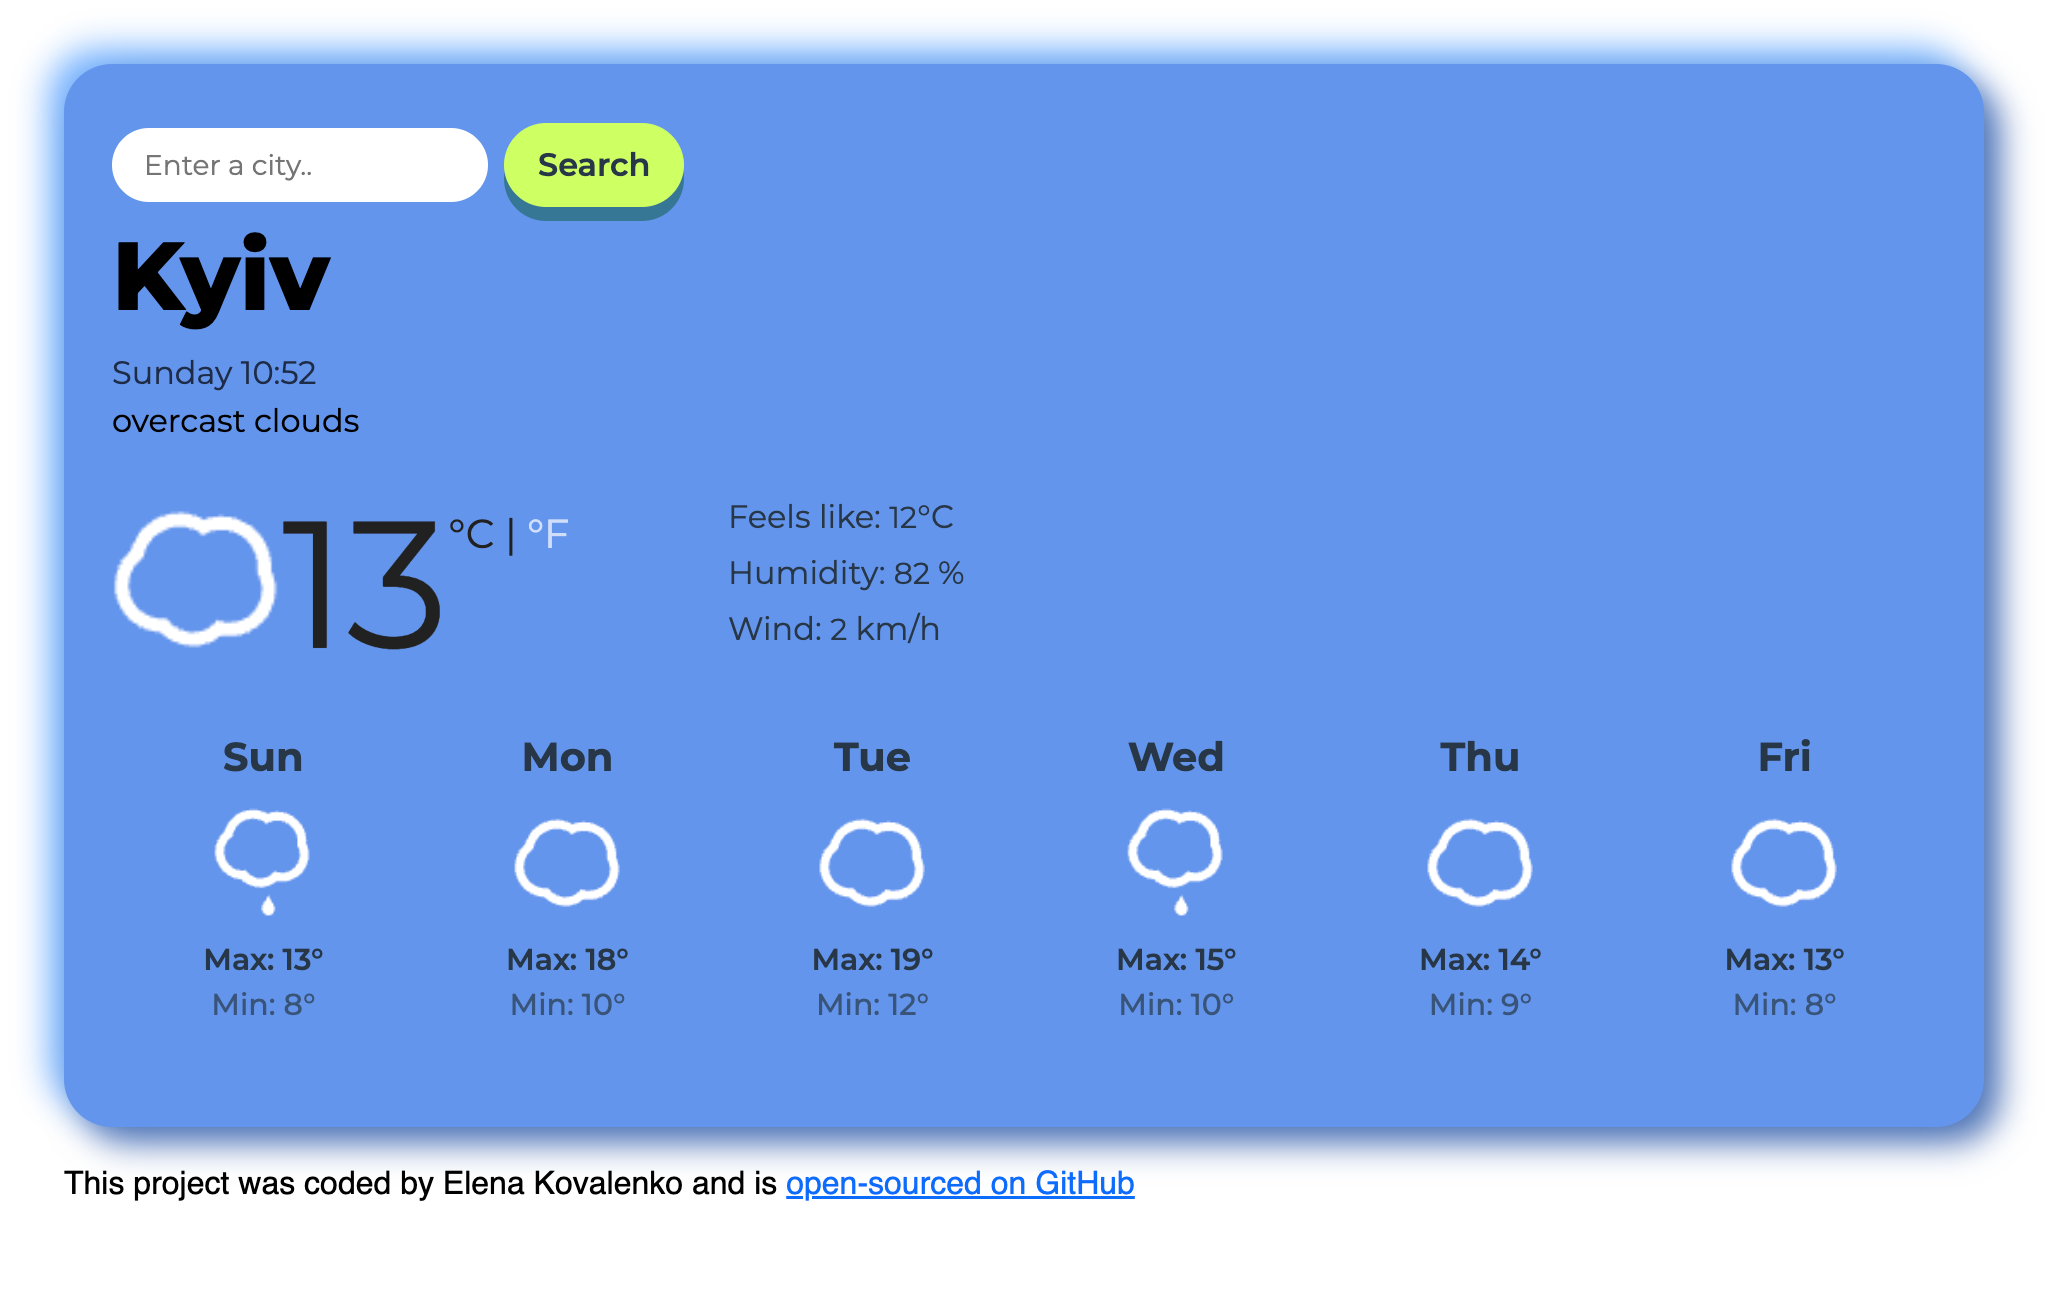 Enter a city..
Search
Kyiv
Sunday 10:52
overcast clouds
13 °C | °F
Feels like: 12°C
Humidity: 82 %
Wind: 2 km/h
Sun Mon Tue Wed Thu Fri
Max: 13° Max: 18° Max: 19° Max: 15° Max: 14° Max: 13°
Min: 8° Min: 10° Min: 12° Min: 10° Min: 9° Min: 8°
This project was coded by Elena Kovalenko and is open-sourced on GitHub